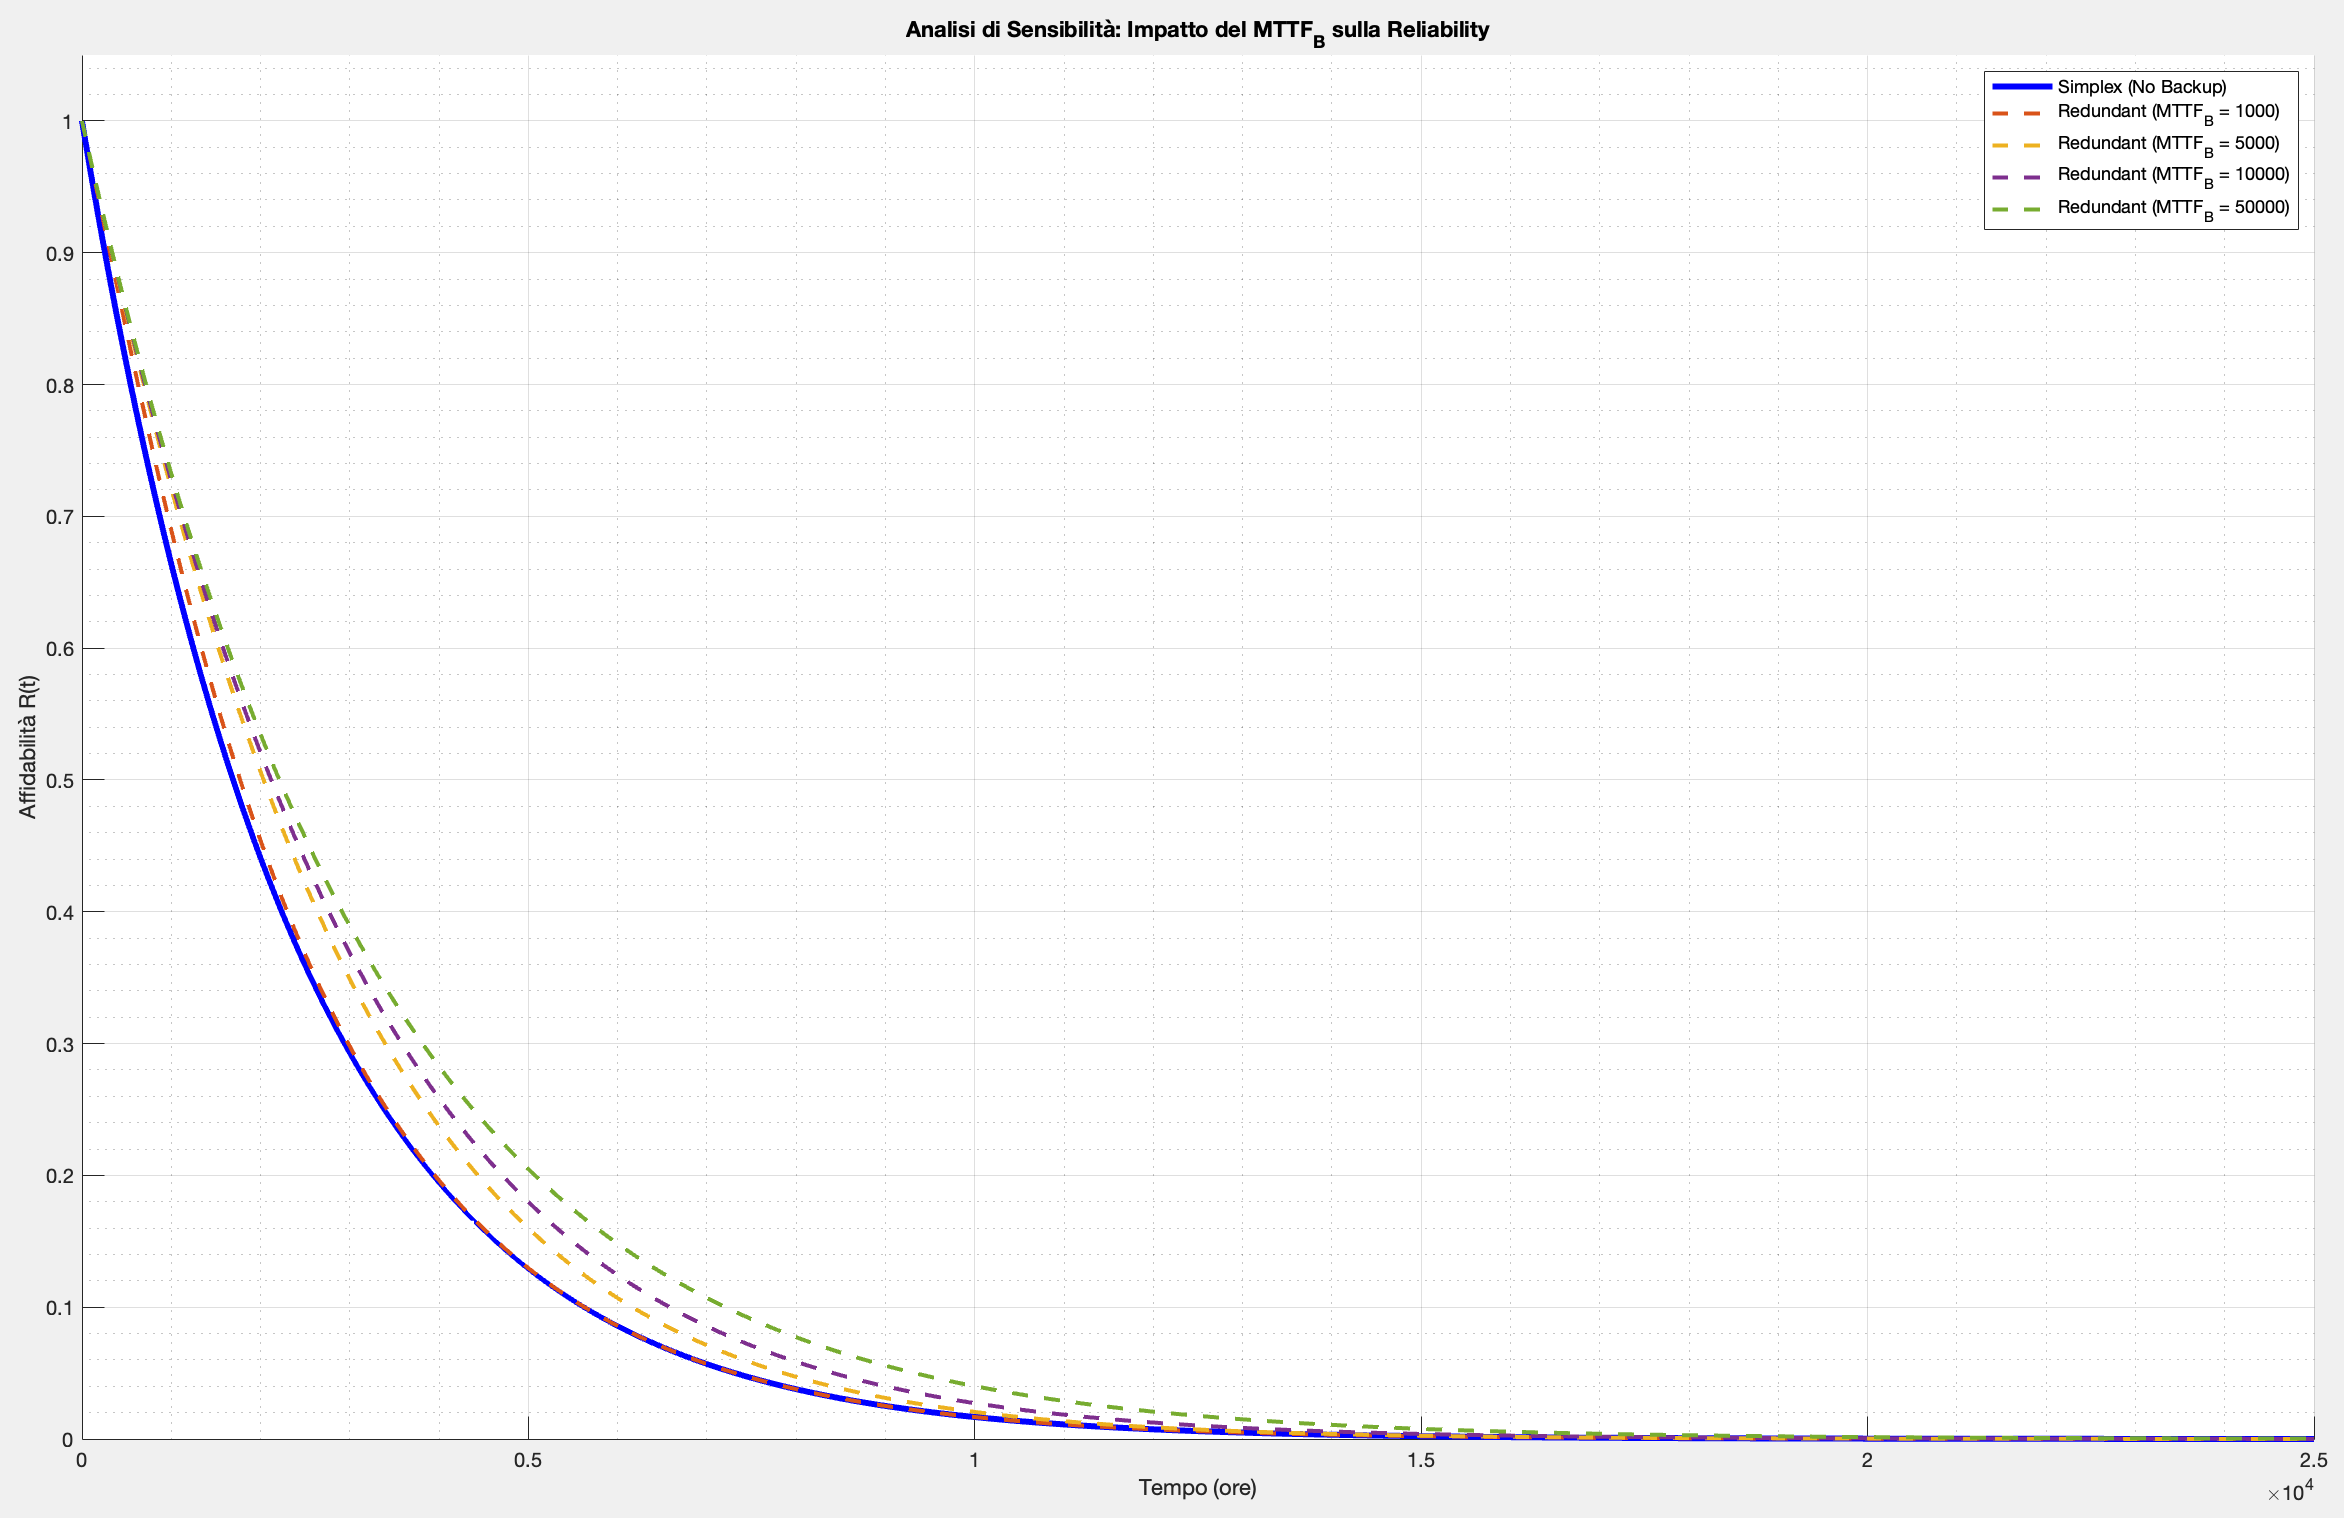 Analisi di Sensibilità: Impatto del MTTF_B sulla Reliability
Simplex (No Backup)
Redundant (MTTF_B = 1000)
Redundant (MTTF_B = 5000)
Redundant (MTTF_B = 10000)
Redundant (MTTF_B = 50000)
Affidabilità R(t)
1
0.9
0.8
0.7
0.6
0.5
0.4
0.3
0.2
0.1
0
0 0.5 1 1.5 2 2.5
Tempo (ore)
×10^4